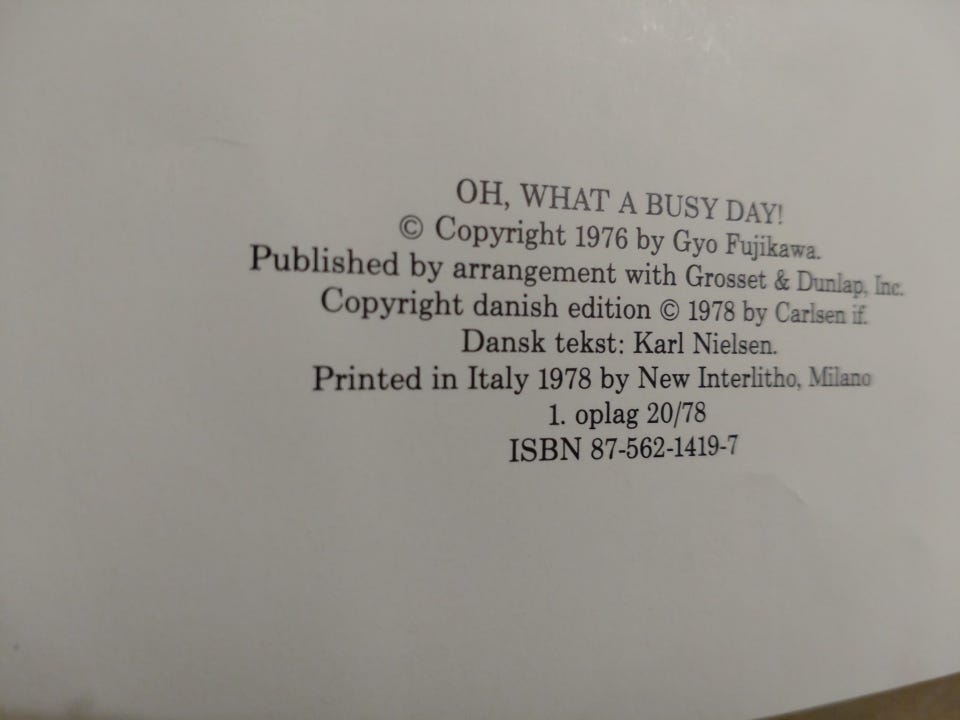 OH, WHAT A BUSY DAY!
© Copyright 1976 by Gyo Fujikawa.
Published by arrangement with Grosset & Dunlap, Inc.
Copyright danish edition © 1978 by Carlsen if.
Dansk tekst: Karl Nielsen.
Printed in Italy 1978 by New Interlitho, Milano
1. oplag 20/78
ISBN 87-562-1419-7